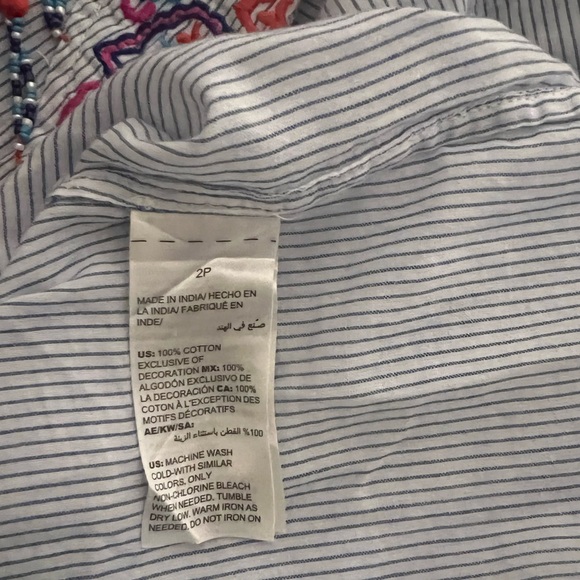 2P
MADE IN INDIA/ HECHO EN
LA INDIA/ FABRIQUÉ EN
INDE/
صنع في الهند
US: 100% COTTON
EXCLUSIVE OF
DECORATION MX: 100%
ALGODÓN EXCLUSIVO DE
LA DECORACIÓN CA: 100%
COTON À L'EXCEPTION DES
MOTIFS DÉCORATIFS
AE/KW/SA:
%100 القطن باستثناء الزينة
US: MACHINE WASH
COLD-WITH SIMILAR
COLORS. ONLY
NON-CHLORINE BLEACH
WHEN NEEDED. TUMBLE
DRY LOW. WARM IRON AS
NEEDED. DO NOT IRON ON